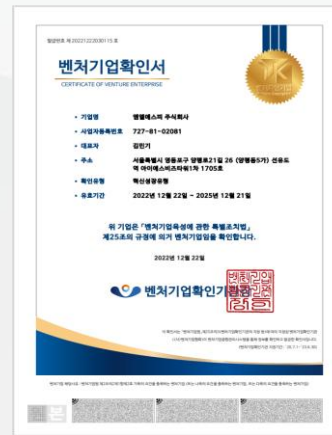 발급번호 제 20221222030115 호
벤처기업확인서
CERTIFICATE OF VENTURE ENTERPRISE
• 기업명 엠엘에스피 주식회사
• 사업자등록번호 727-81-02081
• 대표자 김민기
• 주소 서울특별시 영등포구 양평로21길 26 (양평동5가) 선유도
역 아이에스비즈타워1차 1705호
• 확인유형 혁신성장유형
• 유효기간 2022년 12월 22일 ~ 2025년 12월 21일
위 기업은 「벤처기업육성에 관한 특별조치법」
제25조의 규정에 의거 벤처기업임을 확인합니다.
2022년 12월 22일
벤처기업확인기관장